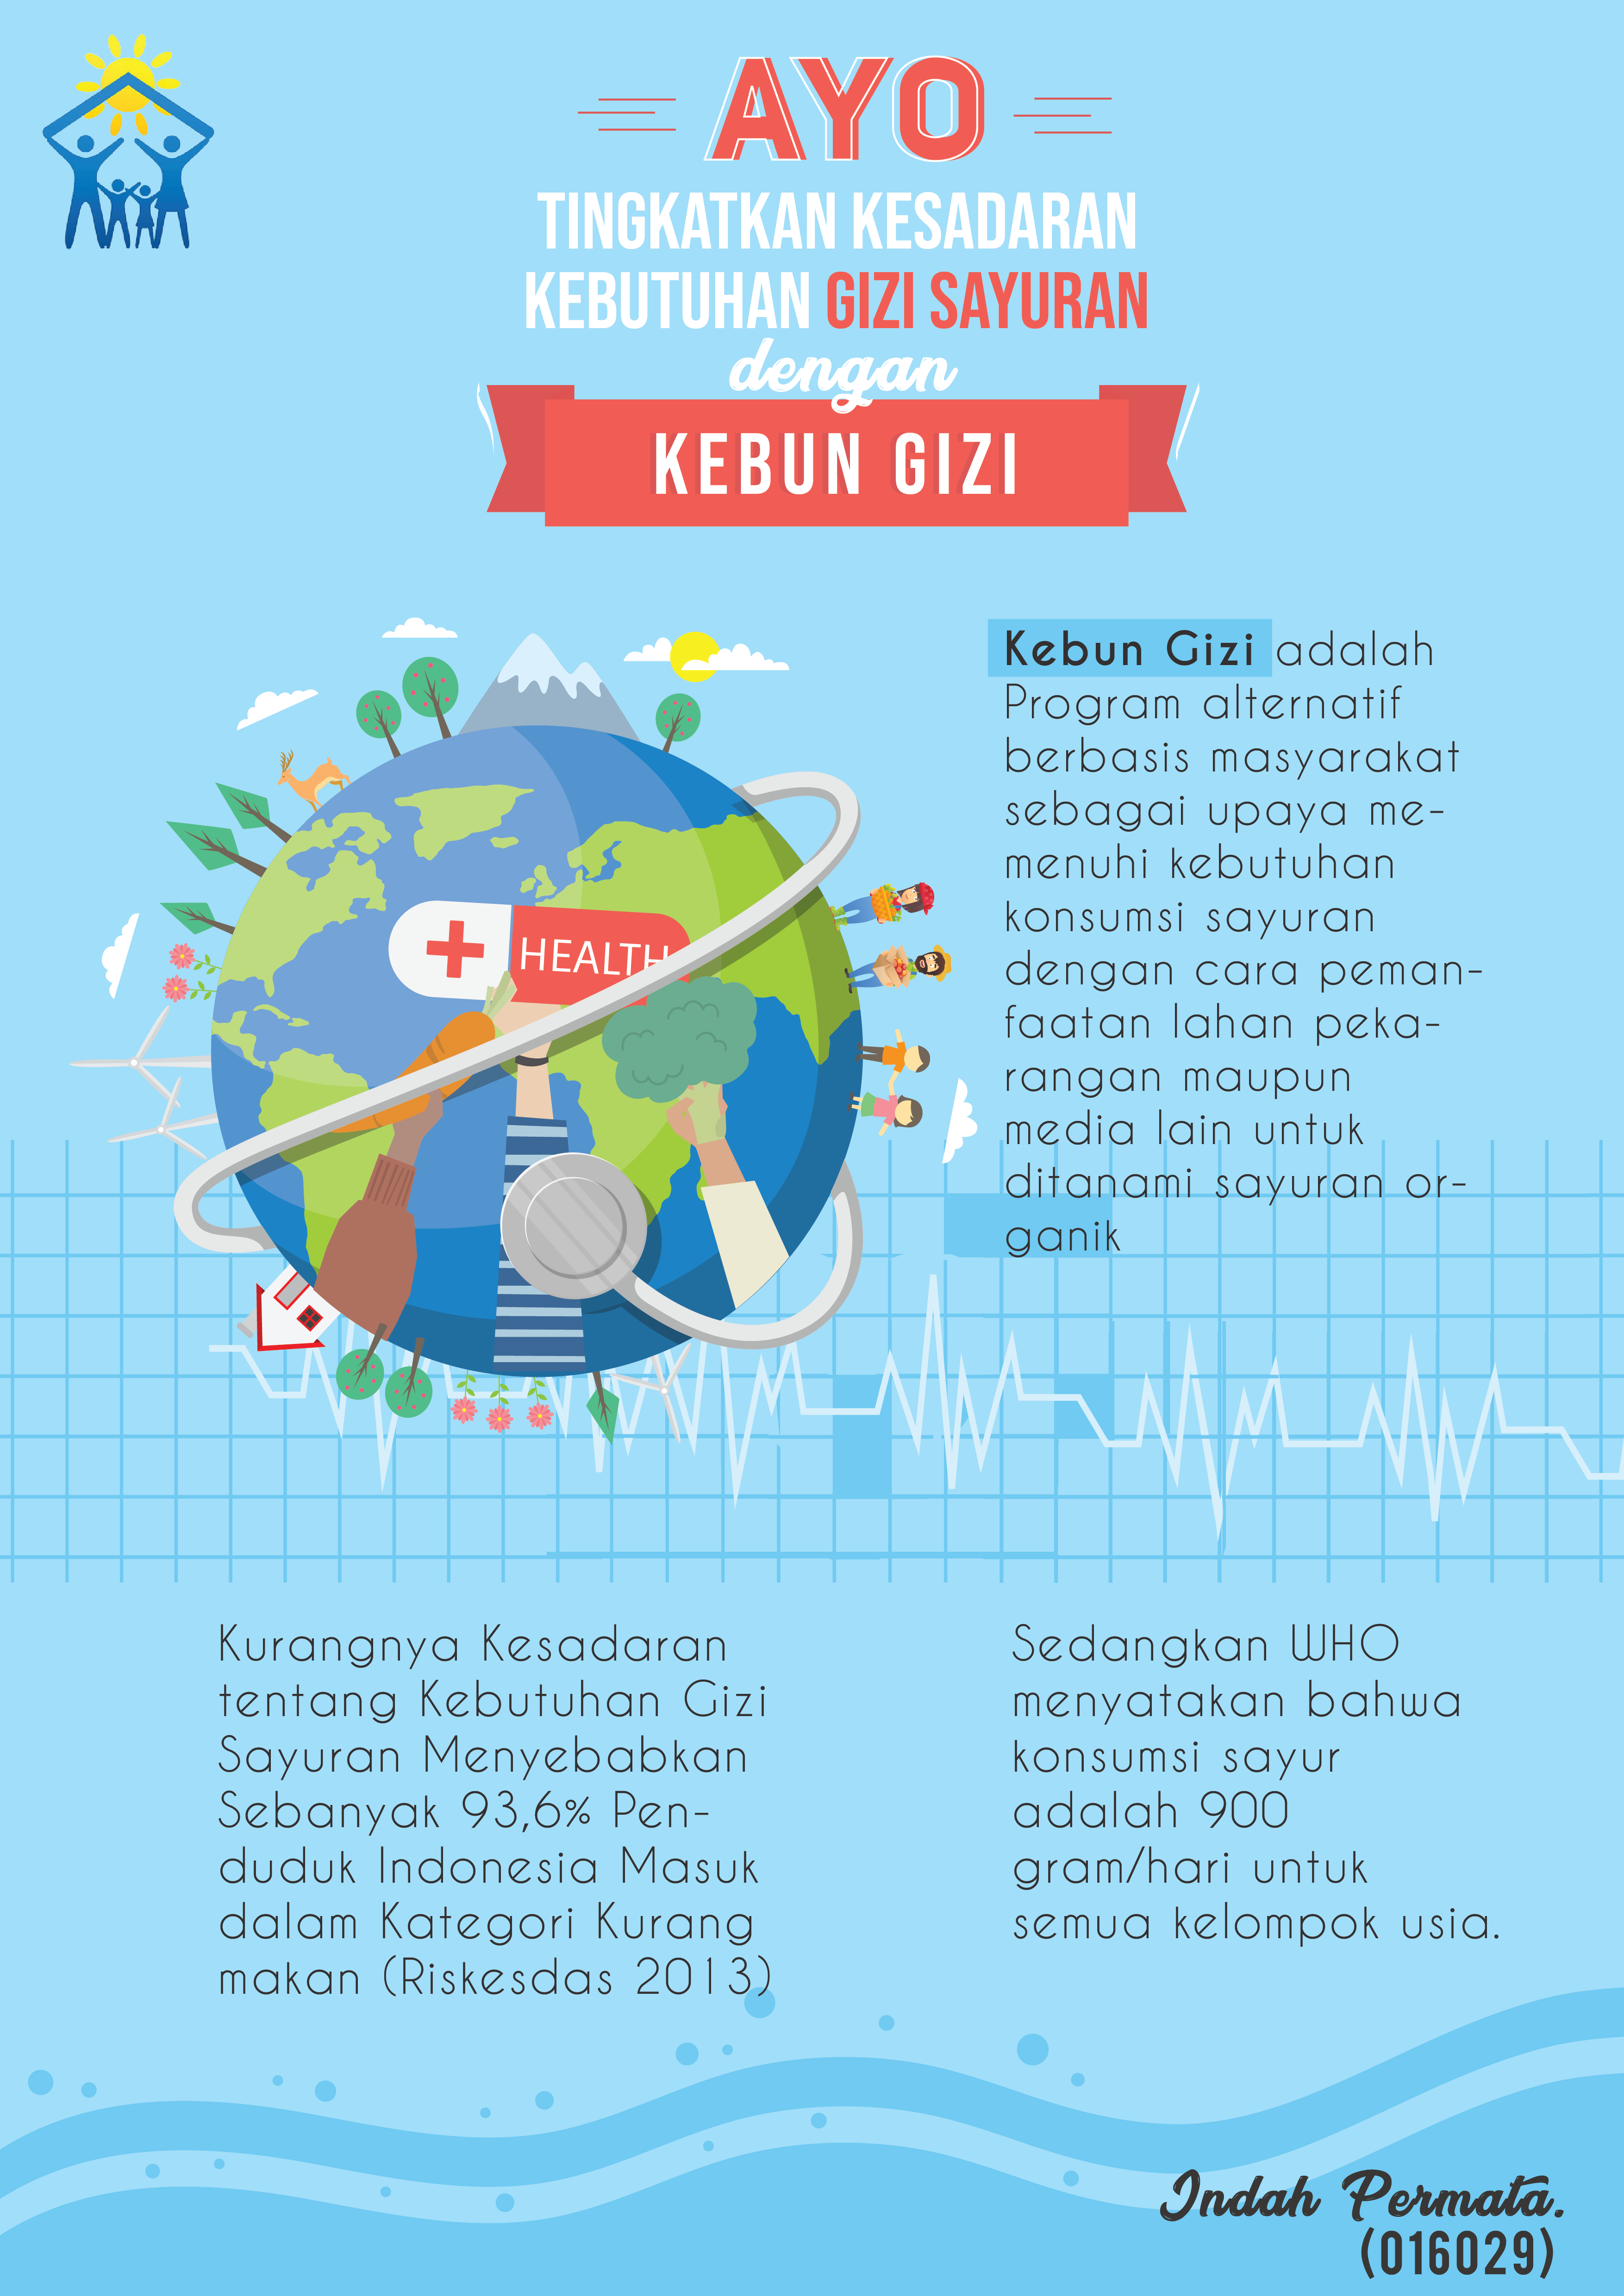 AYO
TINGKATKAN KESADARAN
KEBUTUHAN GIZI SAYURAN
dengan
KEBUN GIZI
Kebun Gizi adalah
Program alternatif
berbasis masyarakat
sebagai upaya me-
menuhi kebutuhan
konsumsi sayuran
dengan cara peman-
faatan lahan peka-
rangan maupun
media lain untuk
ditanami sayuran or-
ganik
HEALTH
Kurangnya Kesadaran
tentang Kebutuhan Gizi
Sayuran Menyebabkan
Sebanyak 93,6% Pen-
duduk Indonesia Masuk
dalam Kategori Kurang
makan (Riskesdas 2013)
Sedangkan WHO
menyatakan bahwa
konsumsi sayur
adalah 900
gram/hari untuk
semua kelompok usia.
Indah Permata.
(016029)